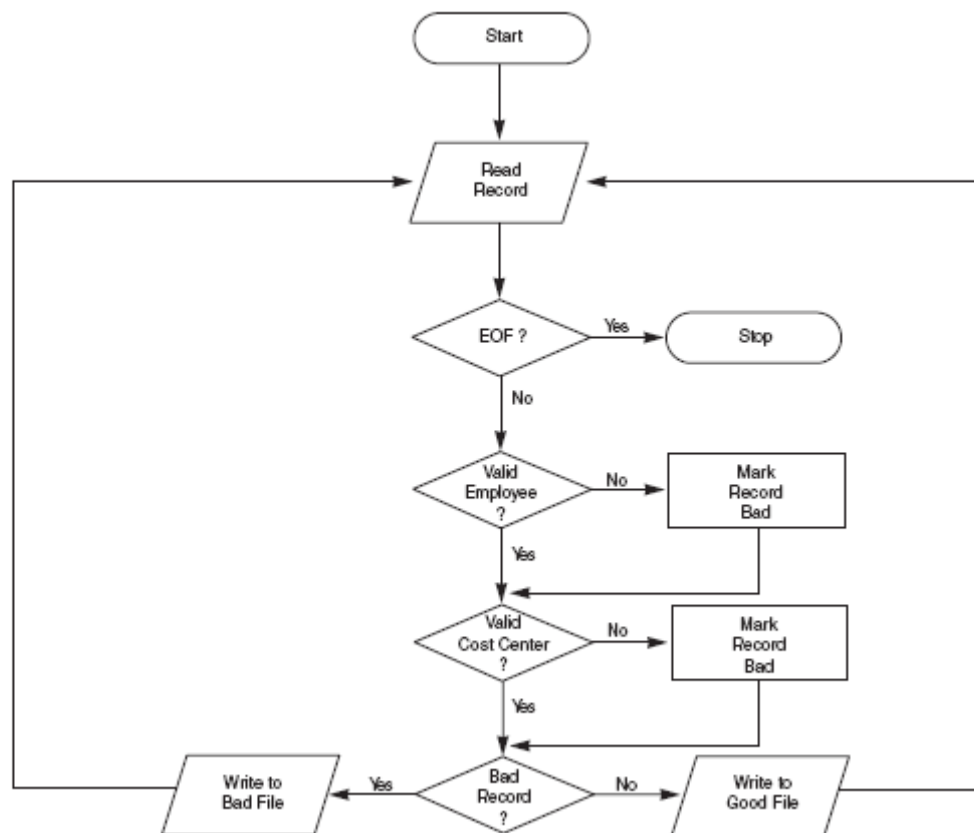 Start
Read
Record
EOF ?
Yes
Stop
No
Valid
Employee
?
No
Mark
Record
Bad
Yes
Valid
Cost Center
?
No
Mark
Record
Bad
Yes
Write to
Bad File
Yes
Bad
Record
?
No
Write to
Good File